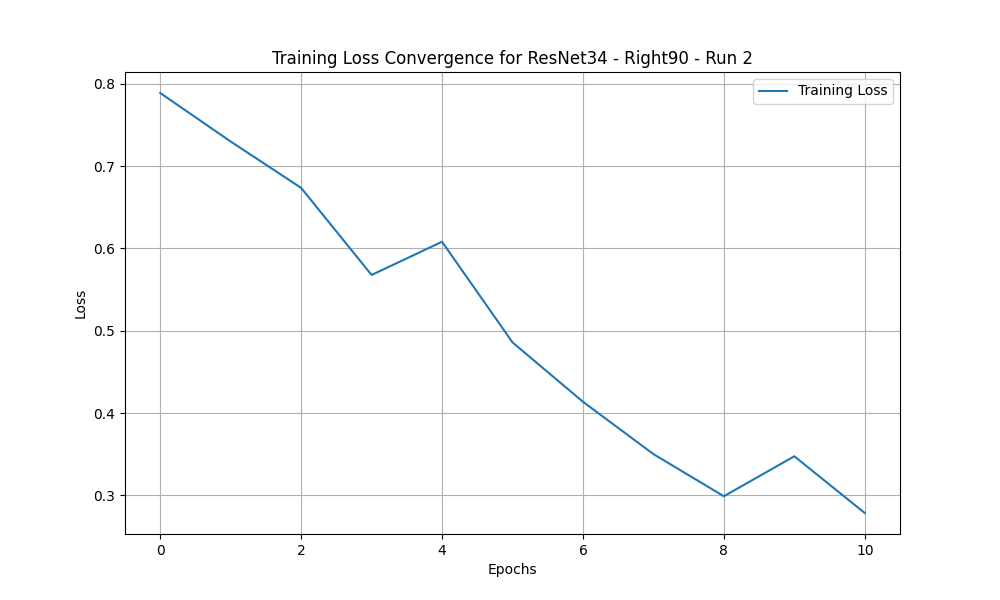 Training Loss Convergence for ResNet34 - Right90 - Run 2
Training Loss
0.8
0.7
0.6
0.5
0.4
0.3
Loss
0 2 4 6 8 10
Epochs